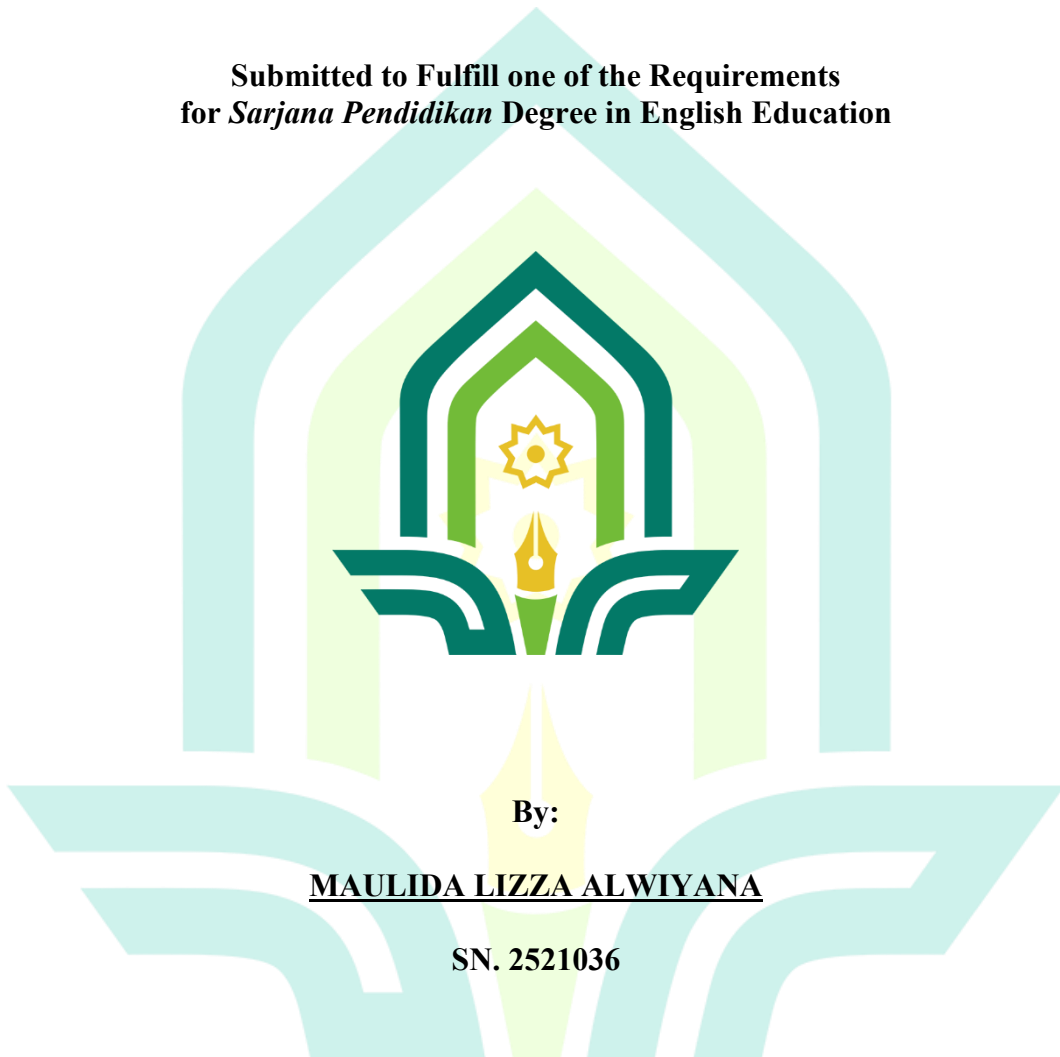 Submitted to Fulfill one of the Requirements
for Sarjana Pendidikan Degree in English Education
By:
MAULIDA LIZZA ALWIYANA
SN. 2521036